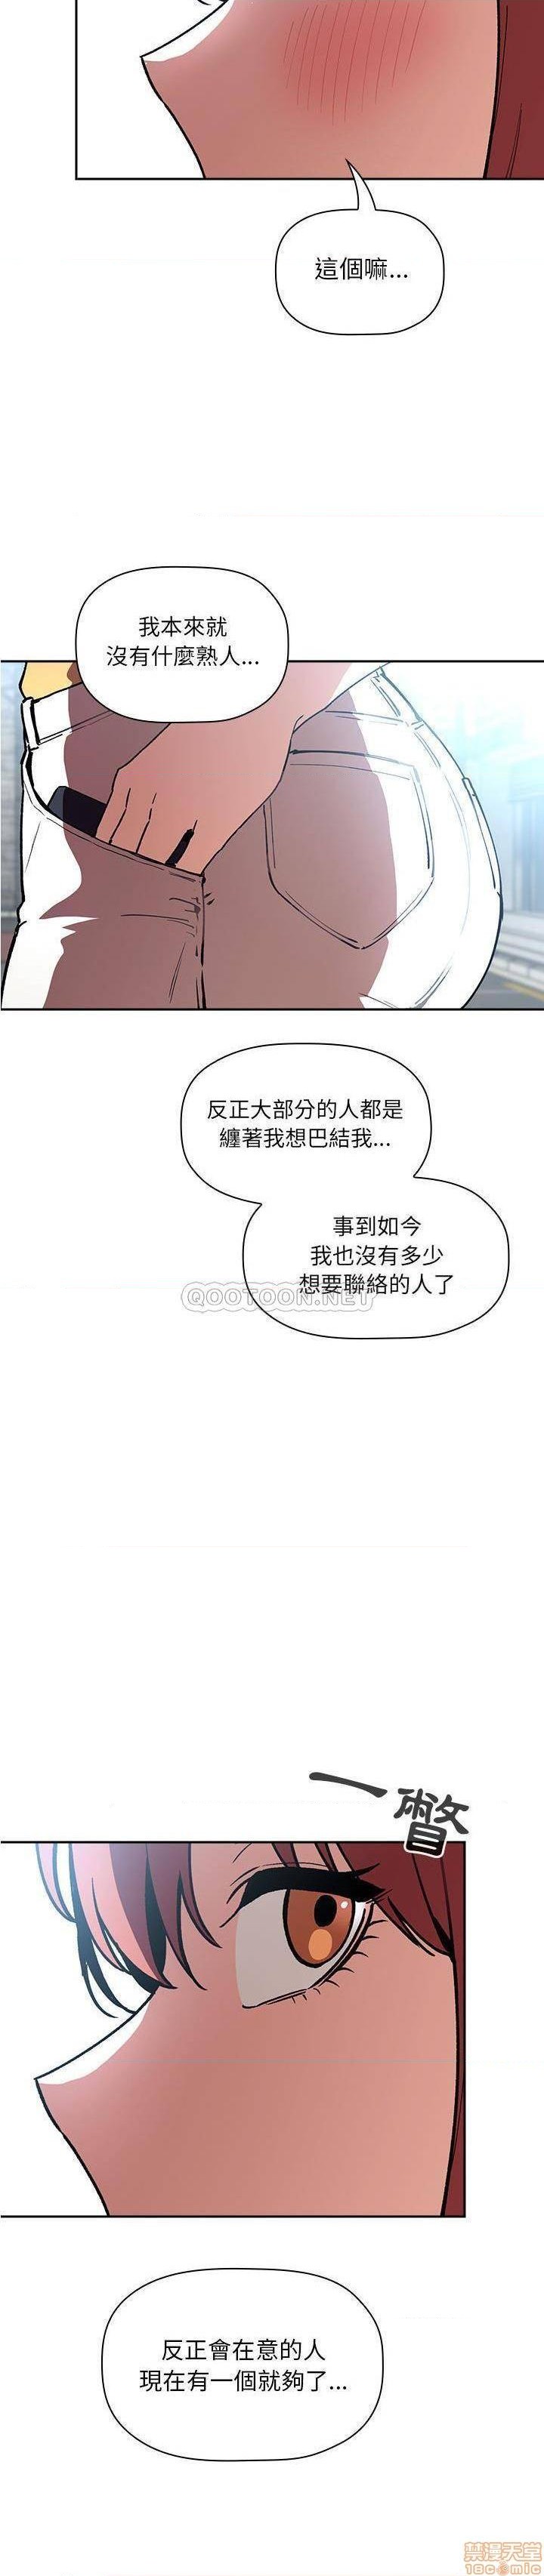 這個嘛...
我本來就
沒有什麼熟人...
反正大部分的人都是
纏著我想巴結我...
事到如今
我也沒有多少
想要聯絡的人了
QOOTOON.NET
一瞥
反正會在意的人
現在有一個就夠了...
禁漫天堂
18comic